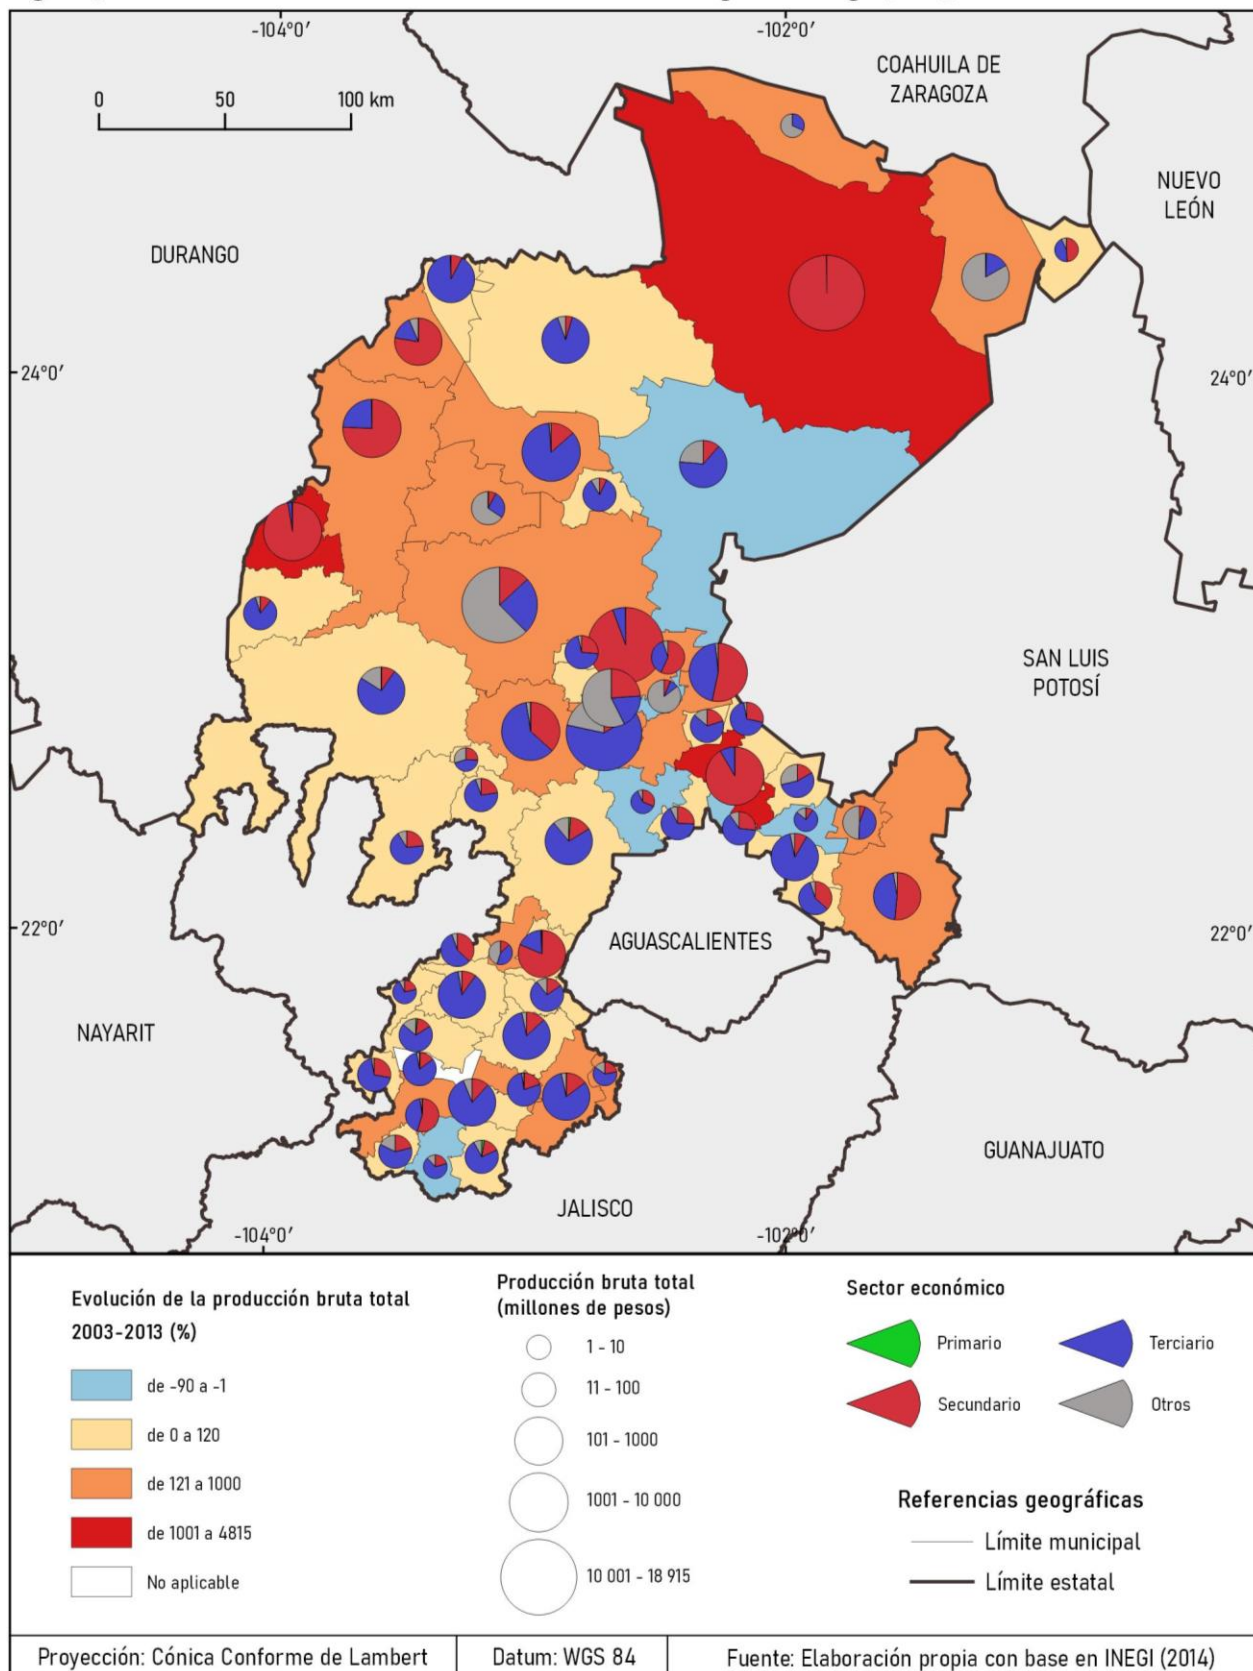 -104°0′
-102°0′
COAHUILA DE
ZARAGOZA
0 50 100 km
NUEVO
LEÓN
DURANGO
24°0′
24°0′
SAN LUIS
POTOSÍ
22°0′
AGUASCALIENTES
22°0′
NAYARIT
GUANAJUATO
JALISCO
-104°0′
-102°0′
Evolución de la producción bruta total
2003-2013 (%)
de -90 a -1
de 0 a 120
de 121 a 1000
de 1001 a 4815
No aplicable
Producción bruta total
(millones de pesos)
1 - 10
11 - 100
101 - 1000
1001 - 10 000
10 001 - 18 915
Sector económico
Primario
Terciario
Secundario
Otros
Referencias geográficas
Límite municipal
Límite estatal
Proyección: Cónica Conforme de Lambert
Datum: WGS 84
Fuente: Elaboración propia con base en INEGI (2014)